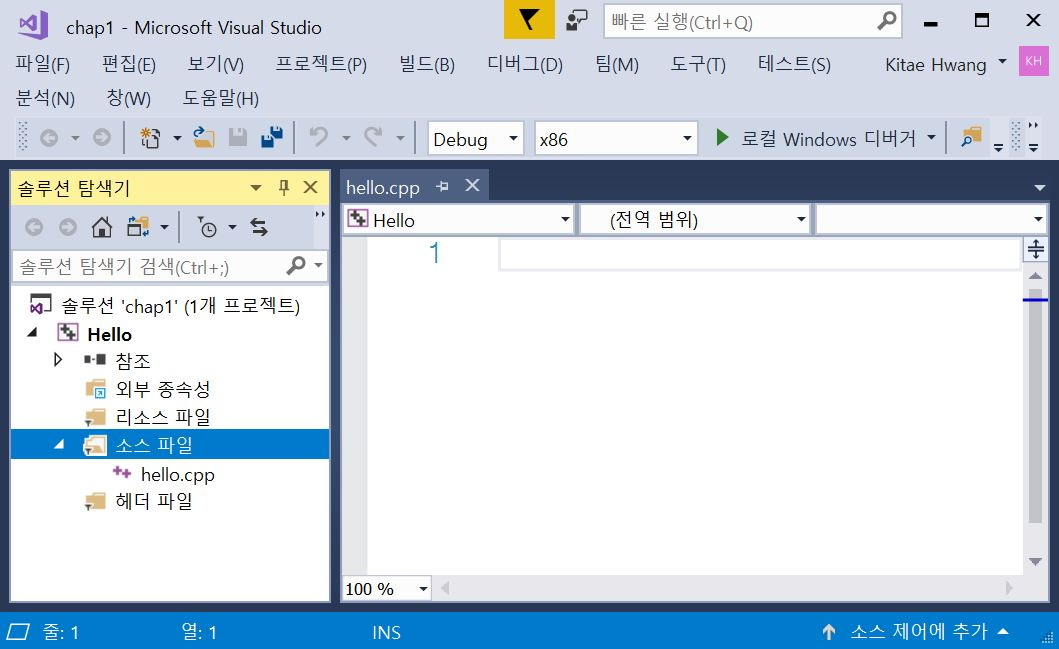 chap1 - Microsoft Visual Studio
빠른 실행(Ctrl+Q)
파일(F) 편집(E) 보기(V) 프로젝트(P) 빌드(B) 디버그(D) 팀(M) 도구(T) 테스트(S) Kitae Hwang KH
분석(N) 창(W) 도움말(H)
Debug x86 로컬 Windows 디버거
솔루션 탐색기
hello.cpp
Hello (전역 범위)
솔루션 탐색기 검색(Ctrl+;)
1
솔루션 'chap1' (1개 프로젝트)
Hello
참조
외부 종속성
리소스 파일
소스 파일
hello.cpp
헤더 파일
100 %
줄: 1 열: 1 INS 소스 제어에 추가